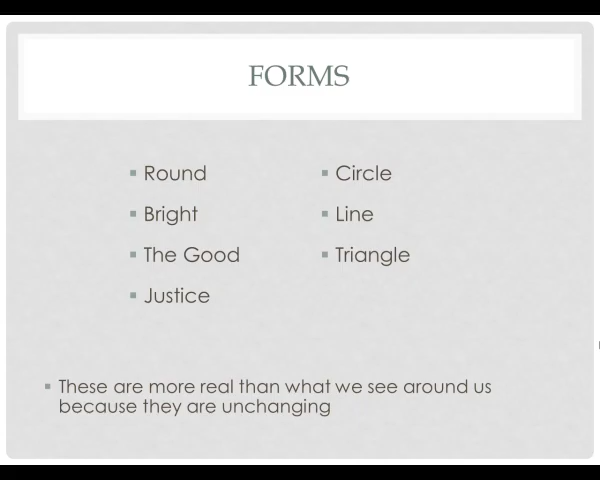 FORMS
Round
Bright
The Good
Justice
Circle
Line
Triangle
These are more real than what we see around us
because they are unchanging